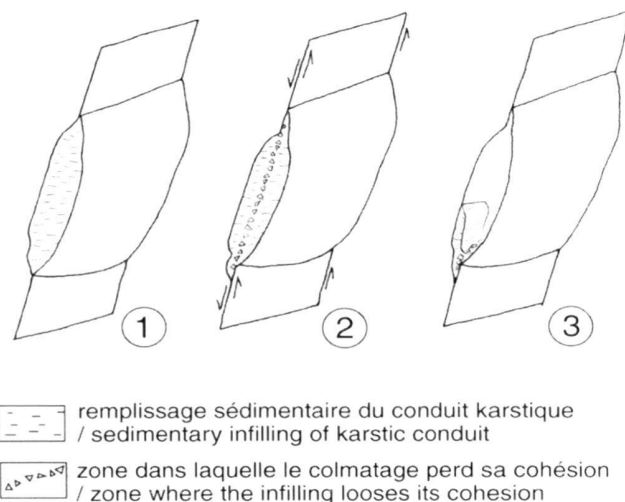 1 2 3
remplissage sédimentaire du conduit karstique
/ sedimentary infilling of karstic conduit
zone dans laquelle le colmatage perd sa cohésion
/ zone where the infilling looses its cohesion